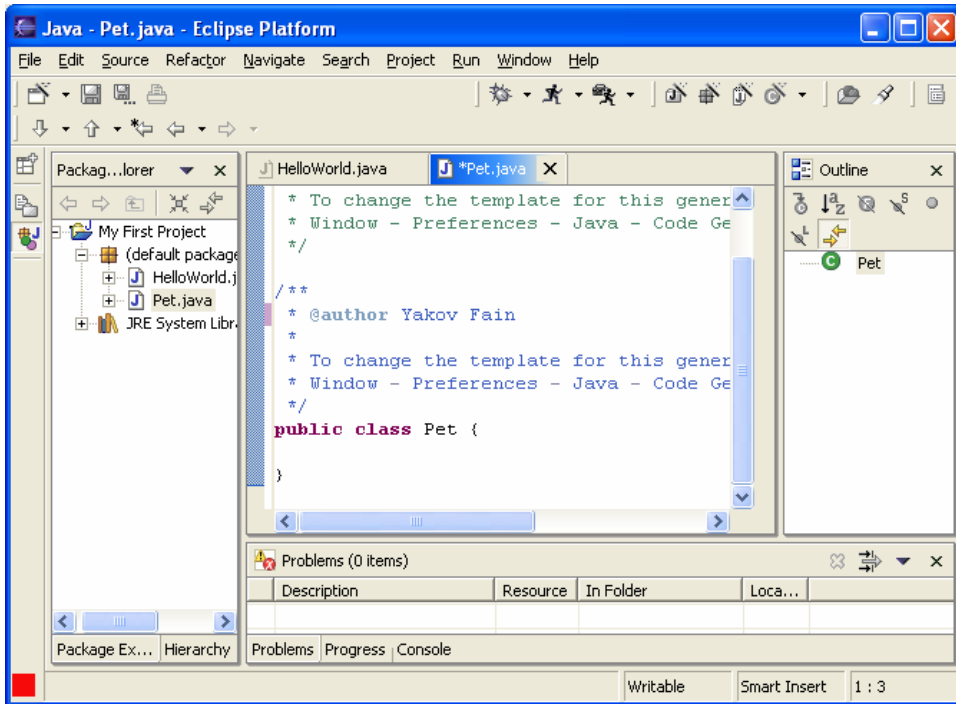 Java - Pet.java - Eclipse Platform
File Edit Source Refactor Navigate Search Project Run Window Help
Packag...lorer
My First Project
(default package
HelloWorld.j
Pet.java
JRE System Libr
Package Ex... Hierarchy
HelloWorld.java *Pet.java
* To change the template for this gener
* Window - Preferences - Java - Code Ge
*/
/**
* @author Yakov Fain
*
* To change the template for this gener
* Window - Preferences - Java - Code Ge
*/
public class Pet {
}
Outline
Pet
Problems (0 items)
Description Resource In Folder Loca...
Problems Progress Console
Writable Smart Insert 1 : 3